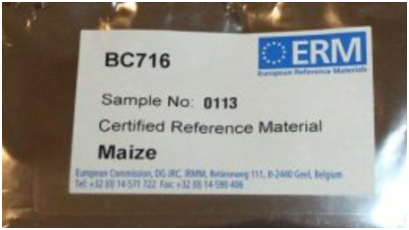 BC716
ERM
European Reference Materials
Sample No: 0113
Certified Reference Material
Maize
European Commission, DG JRC, IRMM, Retieseweg 111, B-2440 Geel, Belgium
Tel: +32 (0) 14-571 722 Fax: +32 (0) 14-590 406